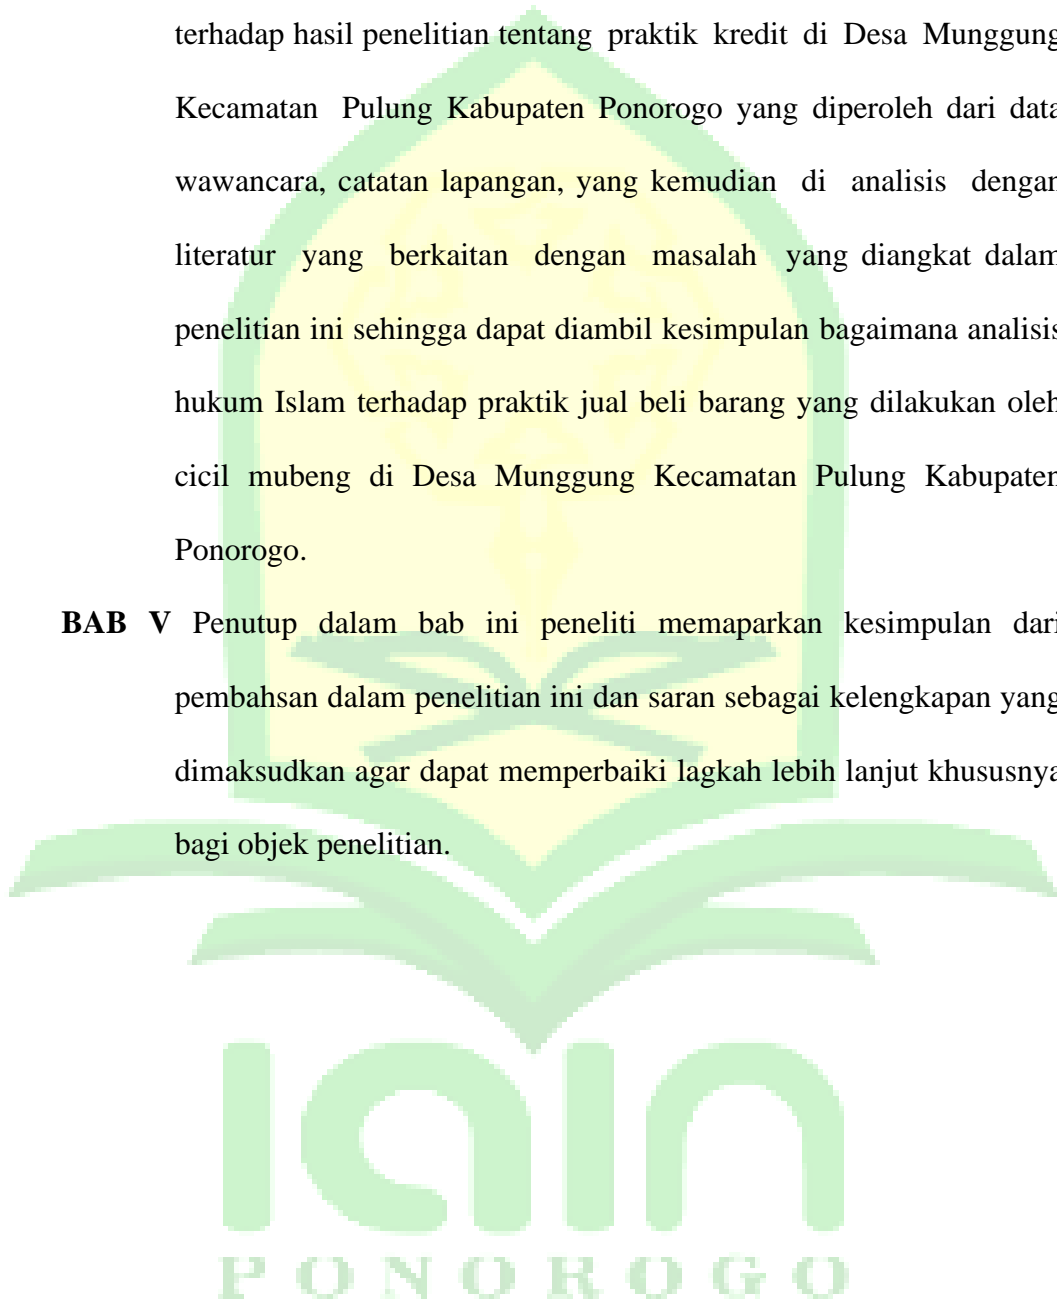 terhadap hasil penelitian tentang praktik kredit di Desa Munggung
Kecamatan Pulung Kabupaten Ponorogo yang diperoleh dari data
wawancara, catatan lapangan, yang kemudian di analisis dengan
literatur yang berkaitan dengan masalah yang diangkat dalam
penelitian ini sehingga dapat diambil kesimpulan bagaimana analisis
hukum Islam terhadap praktik jual beli barang yang dilakukan oleh
cicil mubeng di Desa Munggung Kecamatan Pulung Kabupaten
Ponorogo.
BAB V Penutup dalam bab ini peneliti memaparkan kesimpulan dari
pembahsan dalam penelitian ini dan saran sebagai kelengkapan yang
dimaksudkan agar dapat memperbaiki lagkah lebih lanjut khususnya
bagi objek penelitian.
iain
PONOROGO